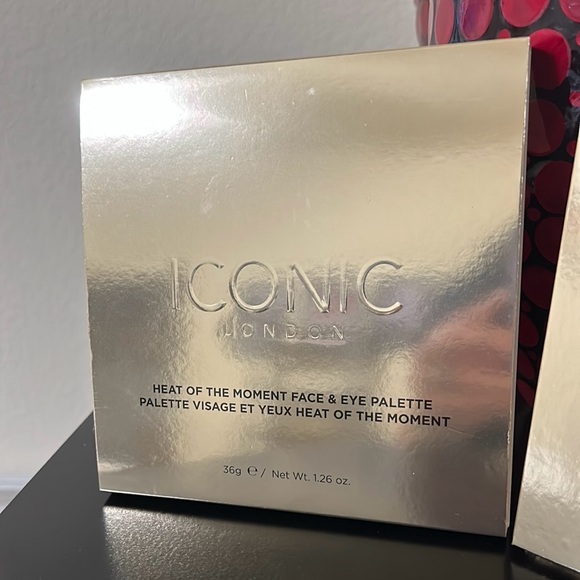 ICONIC
LONDON
HEAT OF THE MOMENT FACE & EYE PALETTE
PALETTE VISAGE ET YEUX HEAT OF THE MOMENT
36g ℮ / Net Wt. 1.26 oz.